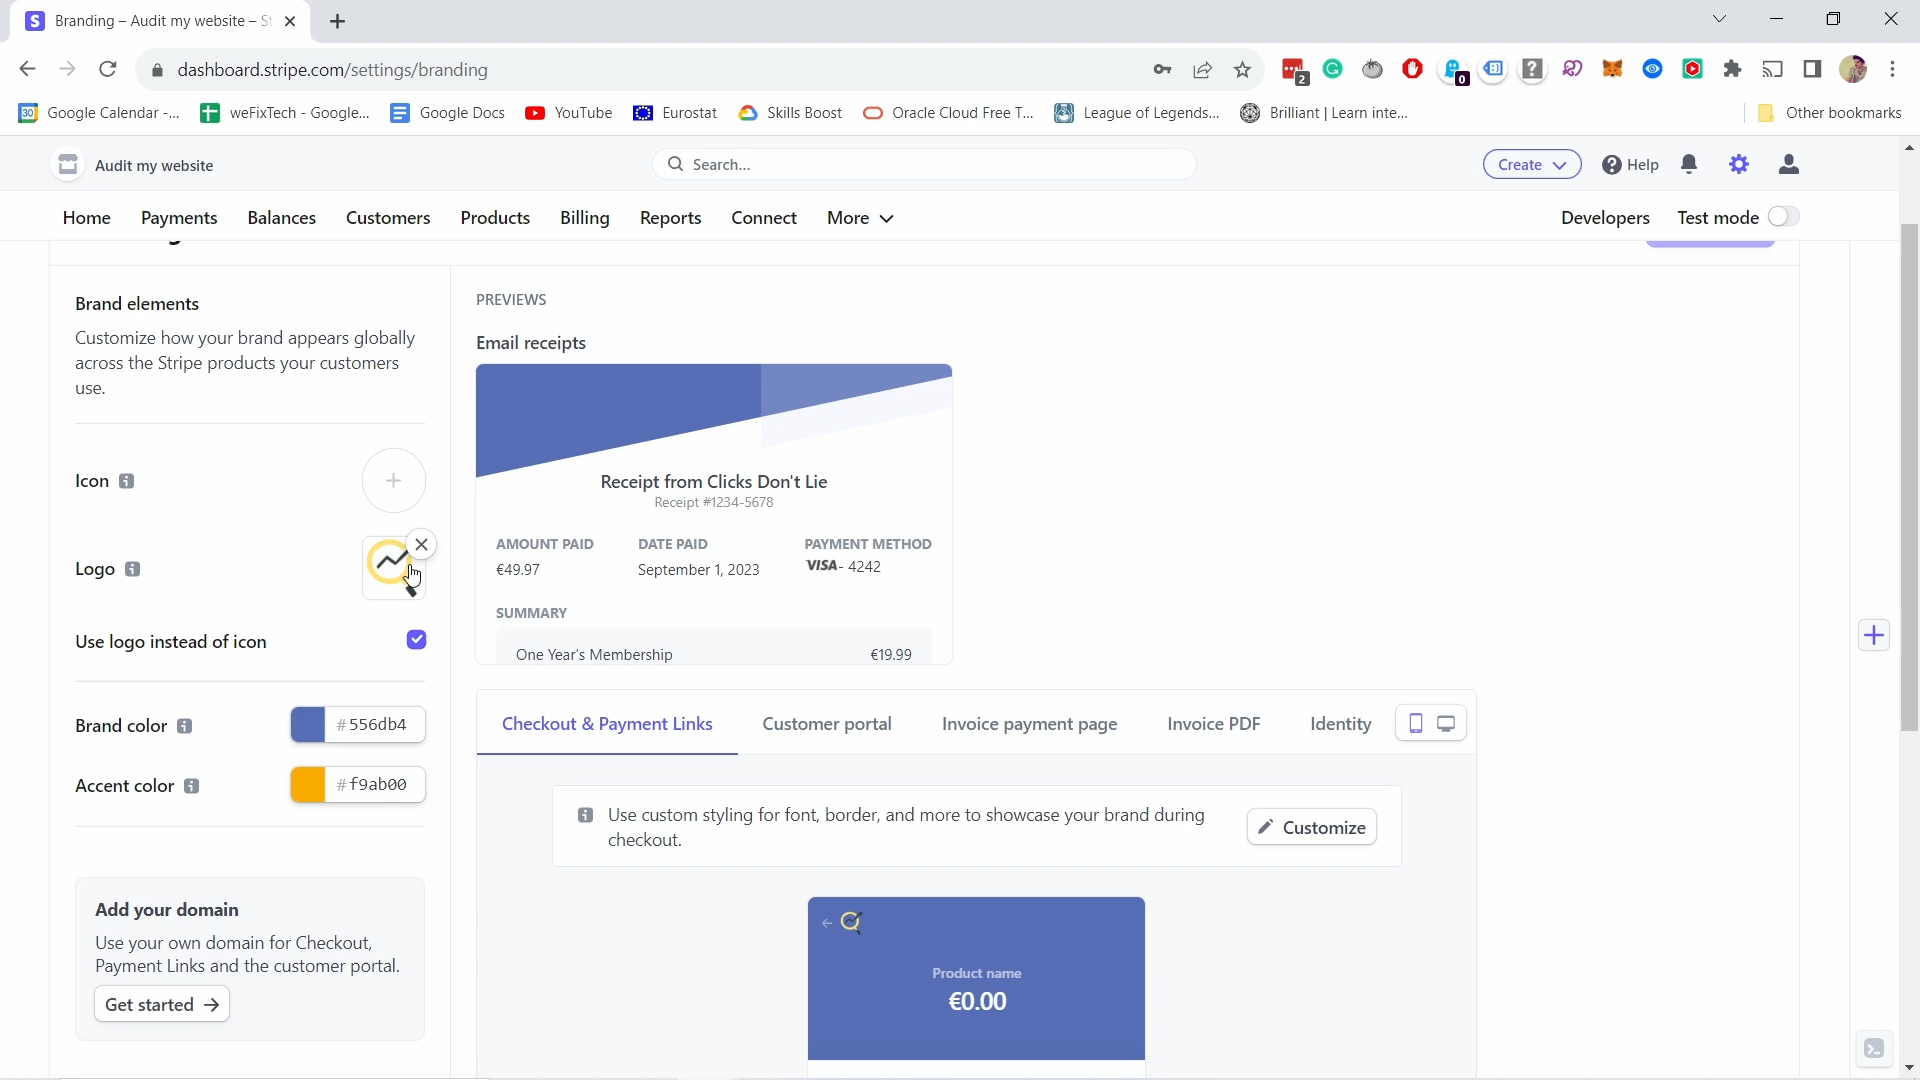 Branding – Audit my website – St
dashboard.stripe.com/settings/branding
2
0
Google Calendar -...
weFixTech - Google...
Google Docs
YouTube
Eurostat
Skills Boost
Oracle Cloud Free T...
League of Legends...
Brilliant | Learn inte...
Other bookmarks
Audit my website
Search...
Create
Help
Home
Payments
Balances
Customers
Products
Billing
Reports
Connect
More
Developers
Test mode
Brand elements
Customize how your brand appears globally
across the Stripe products your customers
use.
Icon
Logo
Use logo instead of icon
Brand color
#556db4
Accent color
#f9ab00
Add your domain
Use your own domain for Checkout,
Payment Links and the customer portal.
Get started →
PREVIEWS
Email receipts
Receipt from Clicks Don't Lie
Receipt #1234-5678
AMOUNT PAID
DATE PAID
PAYMENT METHOD
€49.97
September 1, 2023
VISA - 4242
SUMMARY
One Year's Membership
€19.99
Checkout & Payment Links
Customer portal
Invoice payment page
Invoice PDF
Identity
Use custom styling for font, border, and more to showcase your brand during
checkout.
Customize
Product name
€0.00